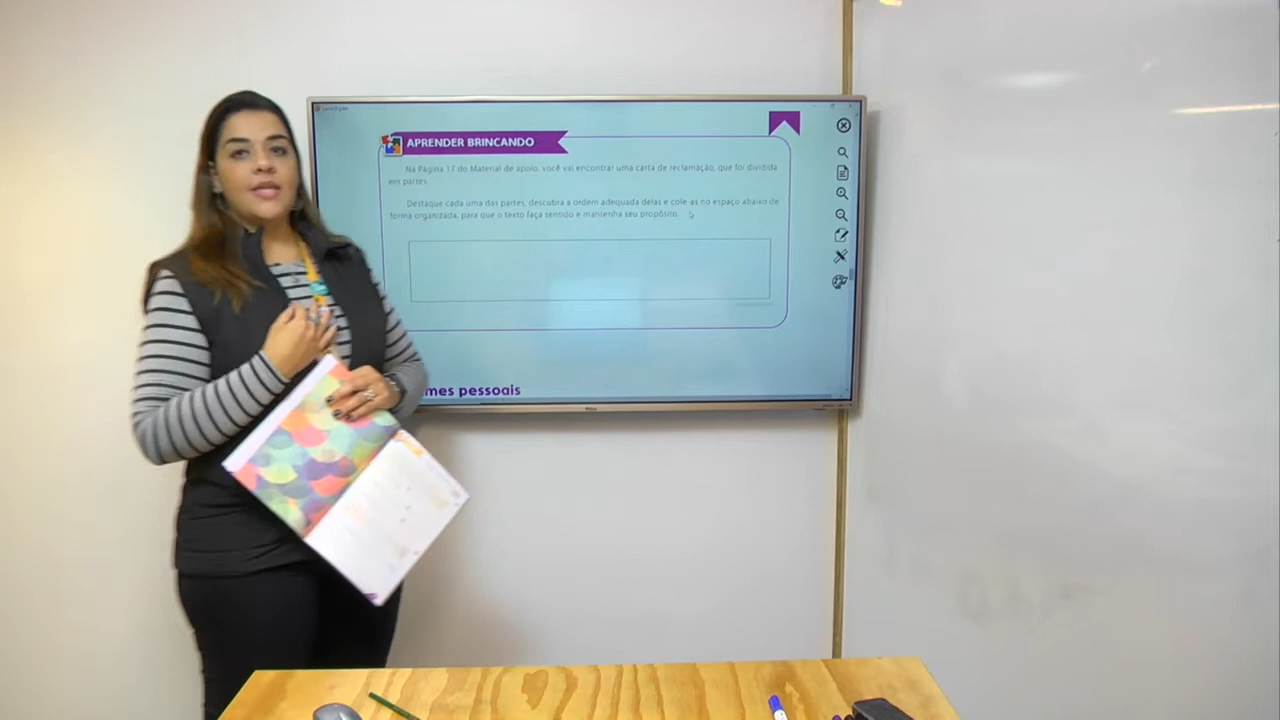 APRENDER BRINCANDO
Na Página 17 do Material de apoio, você vai encontrar uma carta de reclamação, que foi dividida
em partes.
Destaque cada uma das partes, descubra a ordem adequada delas e cole-as no espaço abaixo de
forma organizada, para que o texto faça sentido e mantenha seu propósito.
mes pessoais